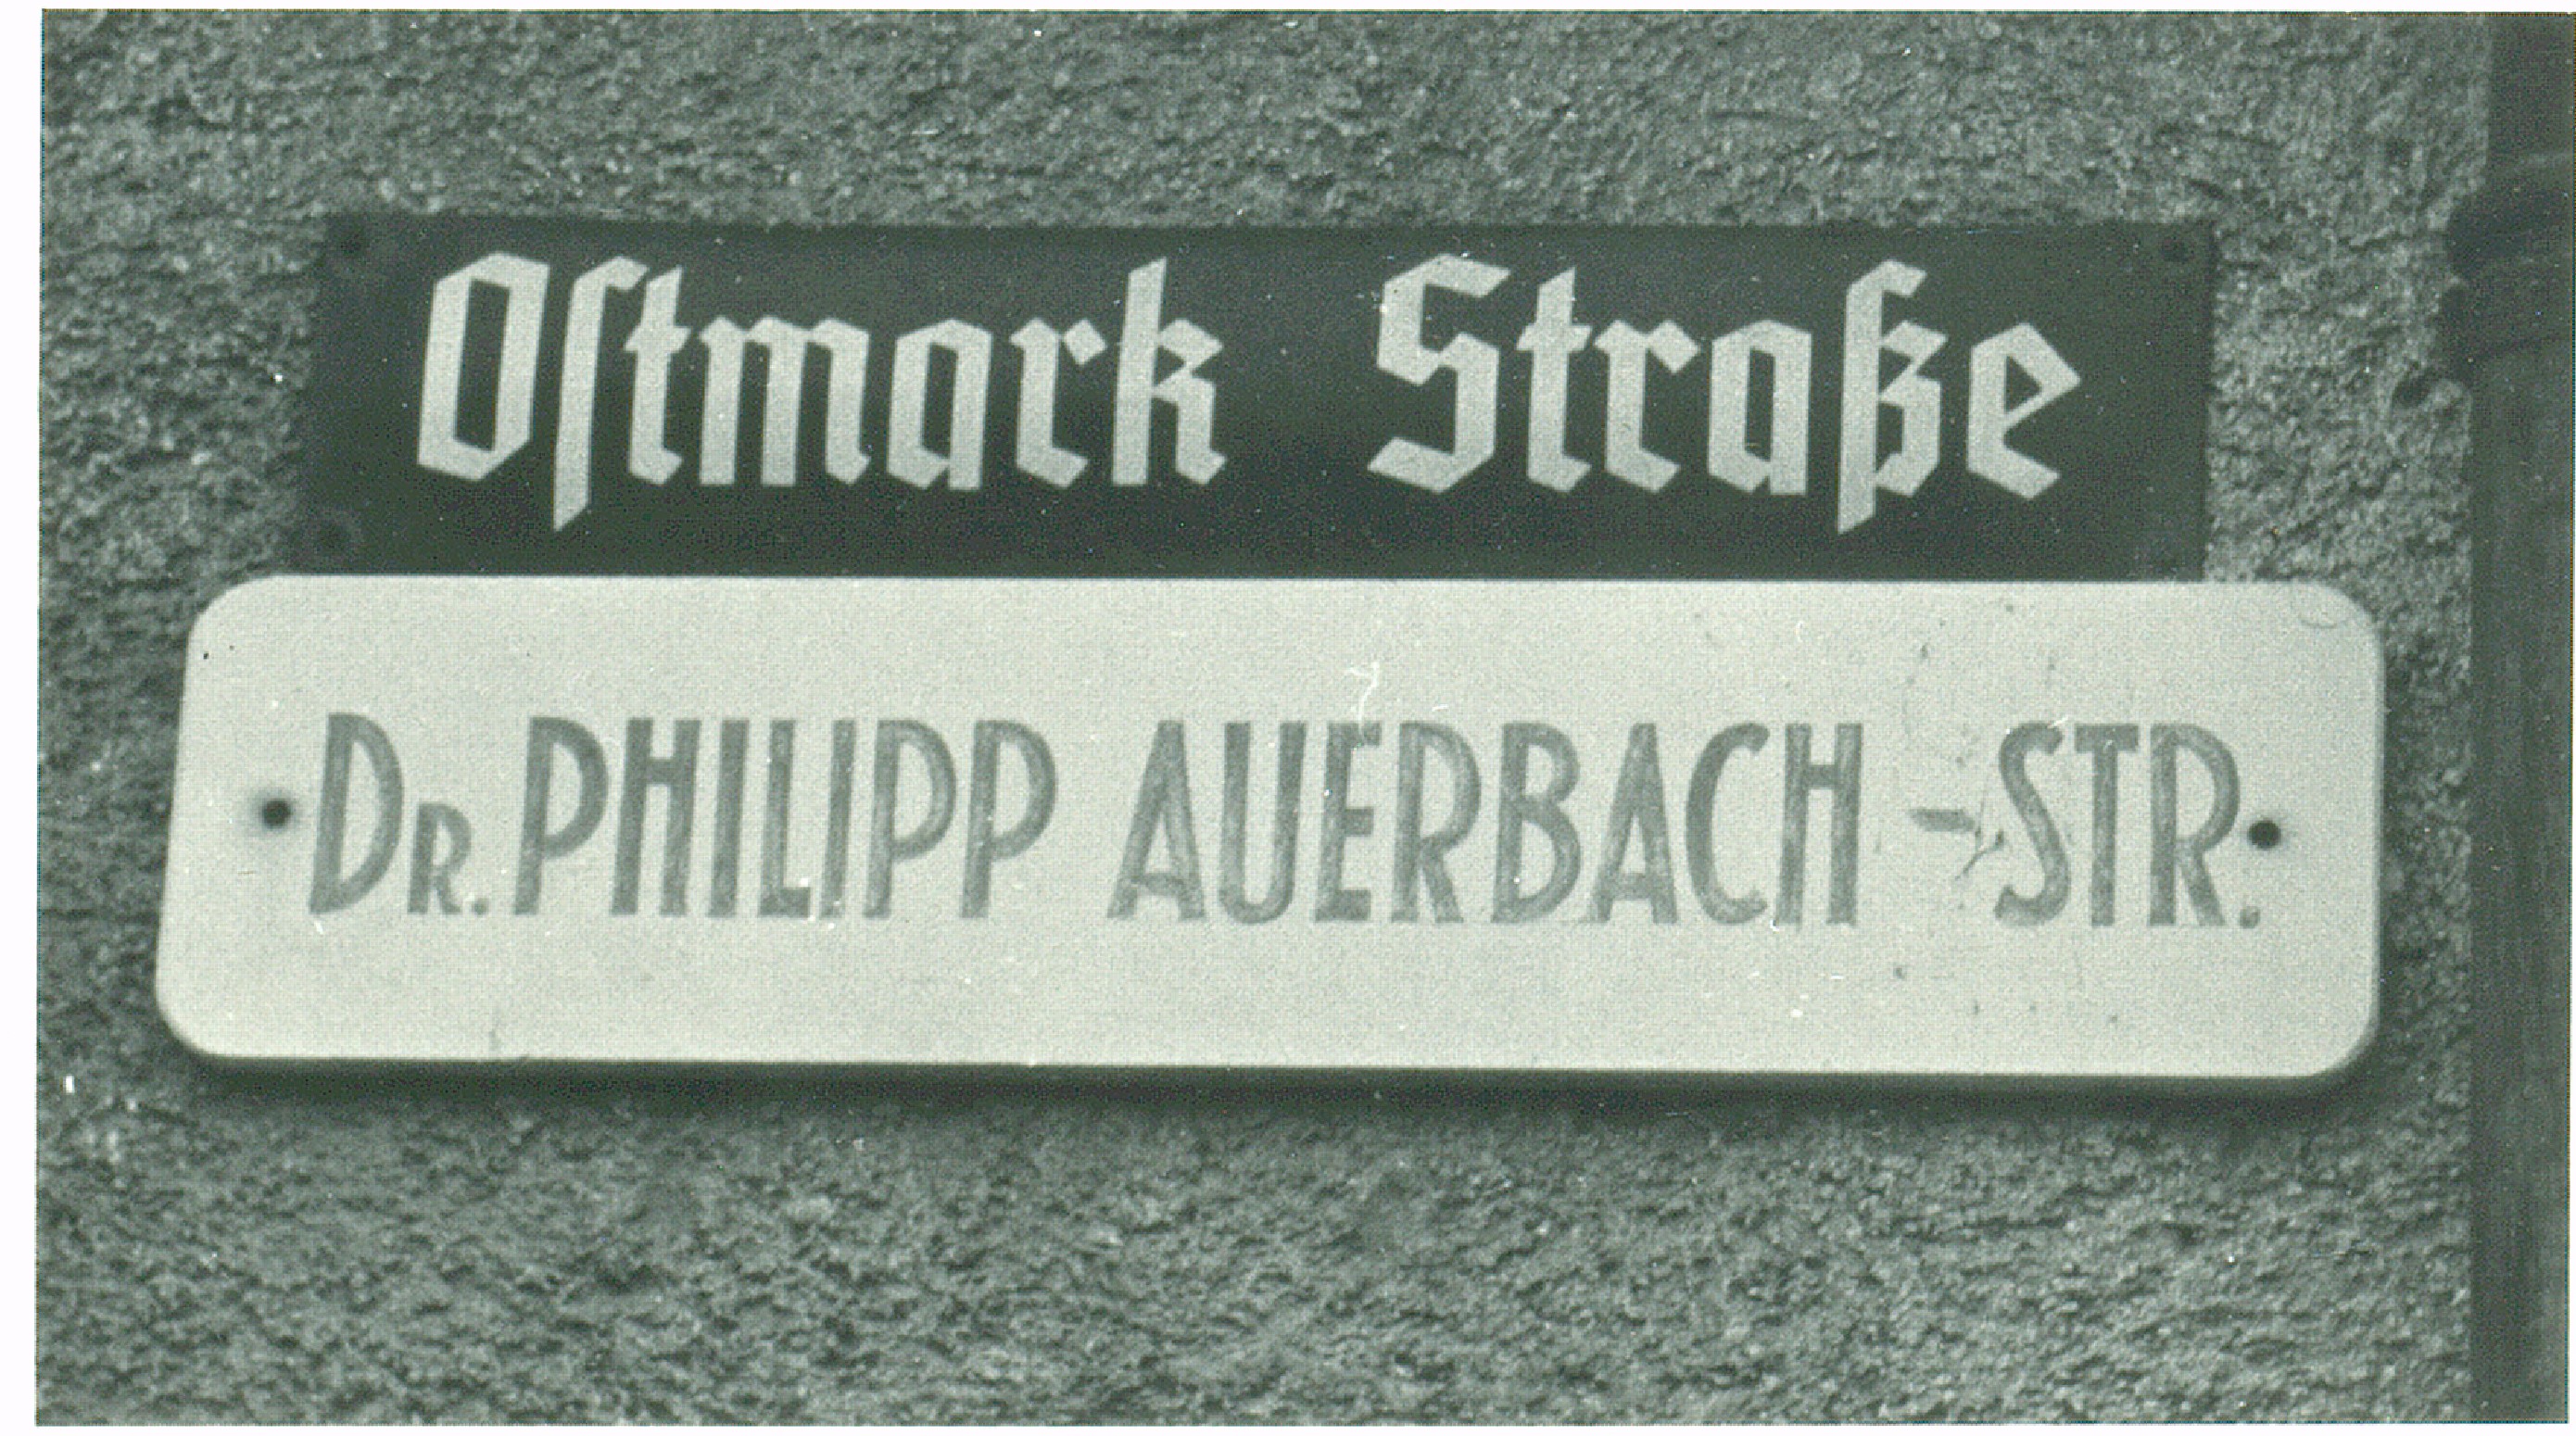 Oſtmark Straße
DR. PHILIPP AUERBACH-STR.